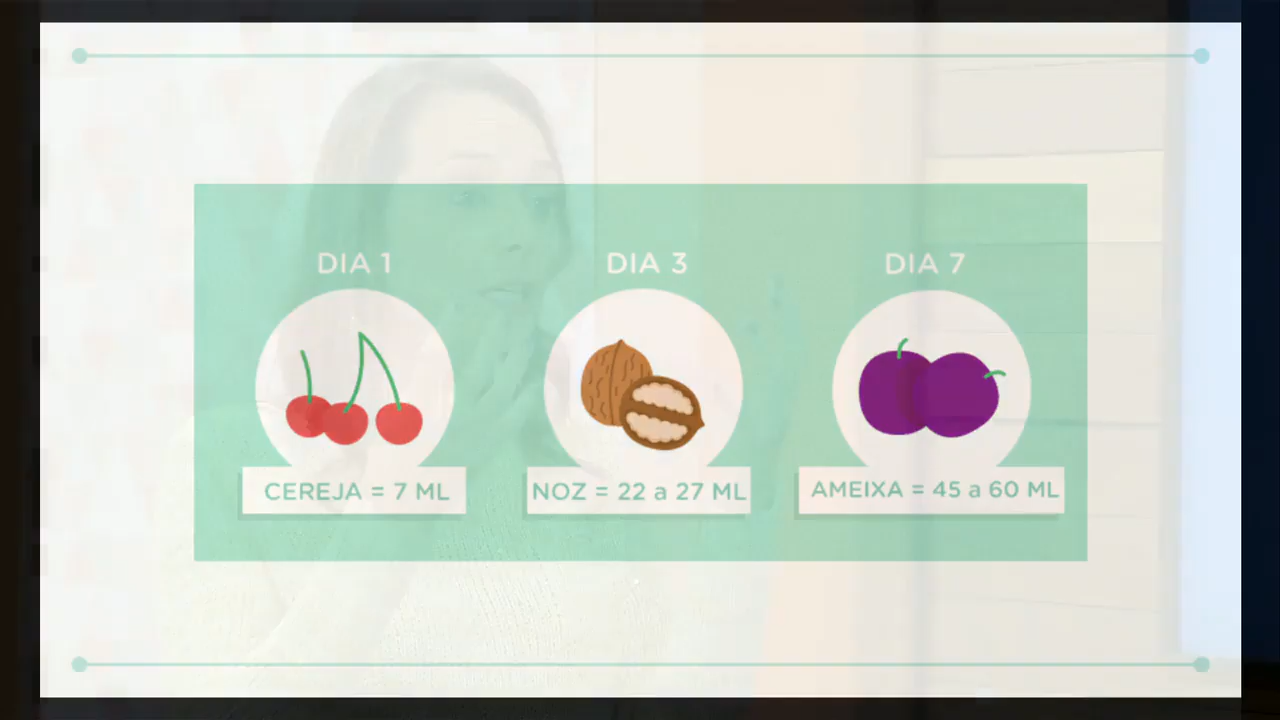 DIA 1
DIA 3
DIA 7
CEREJA = 7 ML
NOZ = 22 a 27 ML
AMEIXA = 45 a 60 ML